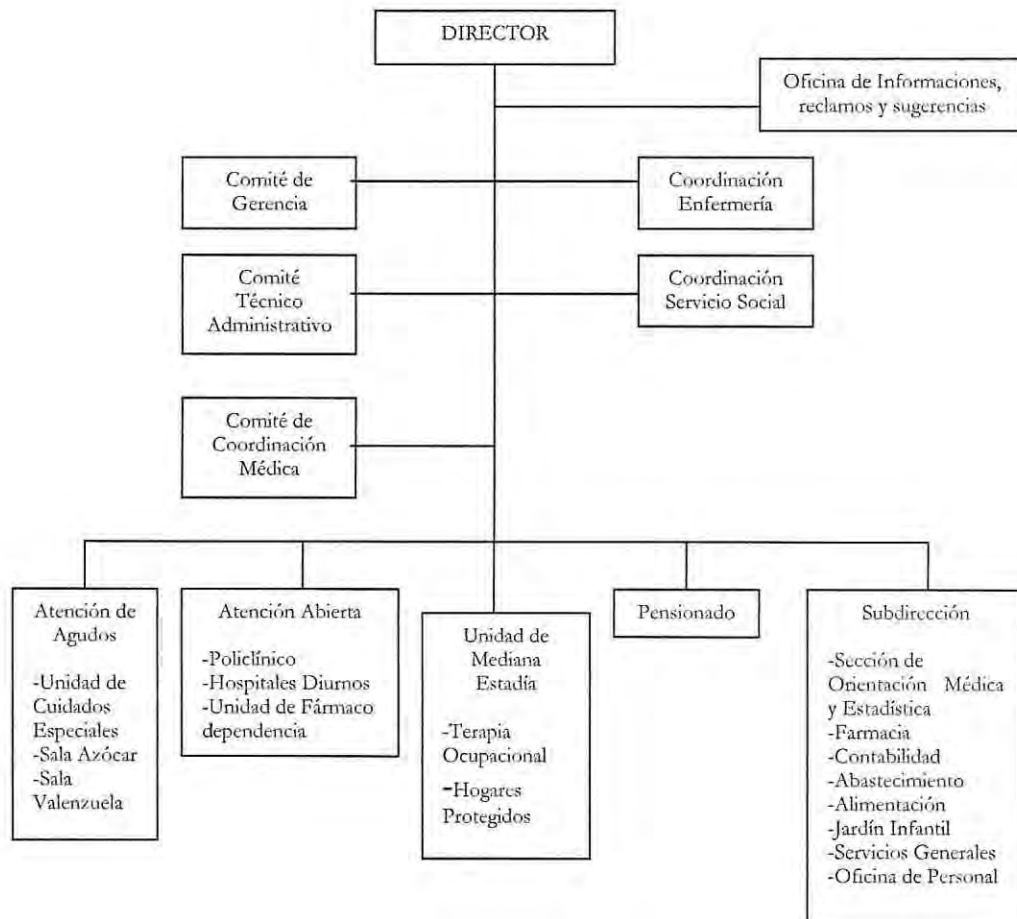 DIRECTOR
Oficina de Informaciones,
reclamos y sugerencias
Comité de
Gerencia
Coordinación
Enfermería
Comité
Técnico
Administrativo
Coordinación
Servicio Social
Comité de
Coordinación
Médica
Atención de
Agudos
-Unidad de
Cuidados
Especiales
-Sala Azócar
-Sala
Valenzuela
Atención Abierta
-Policlínico
-Hospitales Diurnos
-Unidad de Fármaco
dependencia
Unidad de
Mediana
Estadía
-Terapia
Ocupacional
-Hogares
Protegidos
Pensionado
Subdirección
-Sección de
Orientación Médica
y Estadística
-Farmacia
-Contabilidad
-Abastecimiento
-Alimentación
-Jardín Infantil
-Servicios Generales
-Oficina de Personal